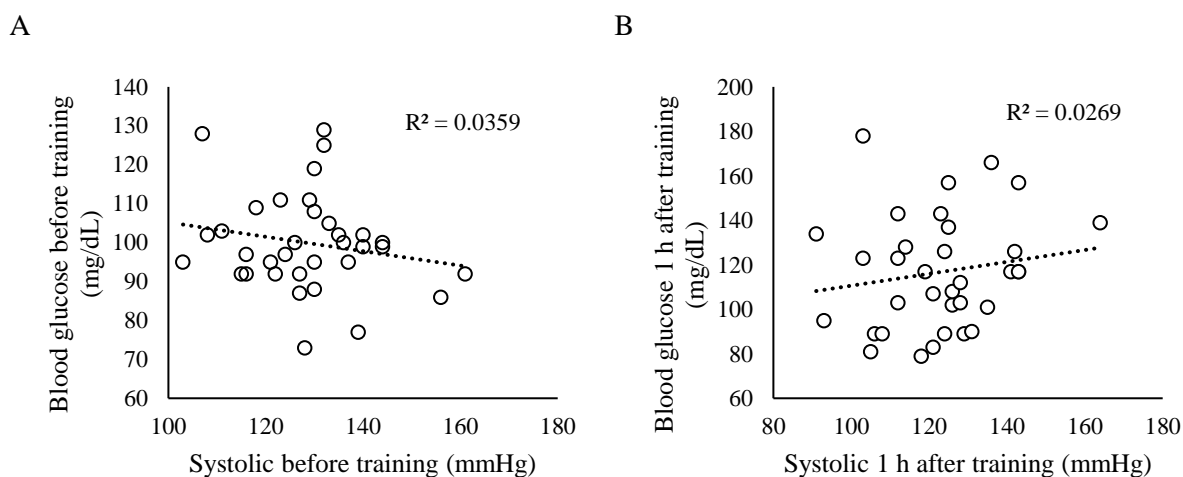 A
Blood glucose before training
(mg/dL)
140
130
120
110
100
90
80
70
60
R² = 0.0359
100
120
140
160
180
Systolic before training (mmHg)
B
Blood glucose 1 h after training
(mg/dL)
200
180
160
140
120
100
80
60
R² = 0.0269
80
100
120
140
160
180
Systolic 1 h after training (mmHg)